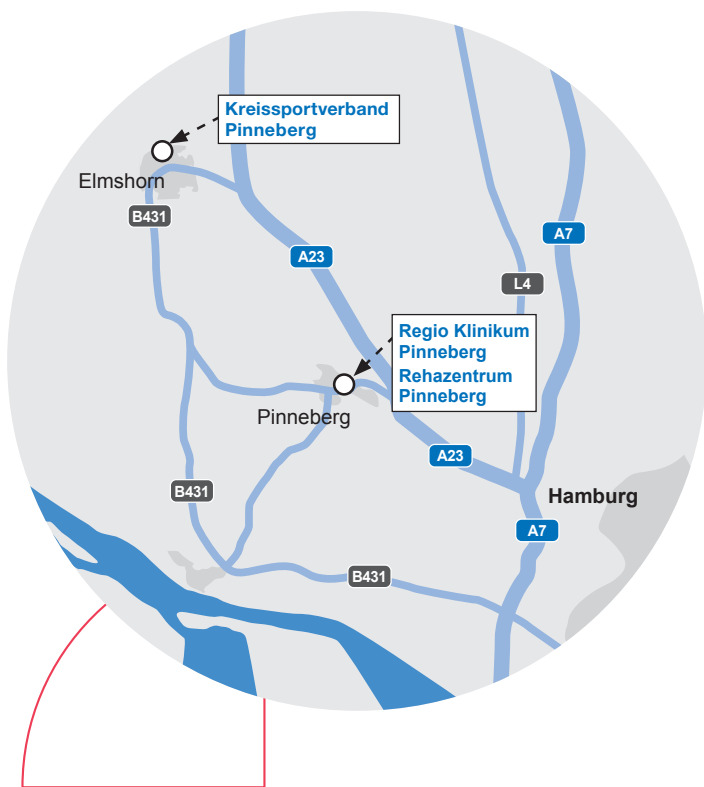 Kreissportverband
Pinneberg
Elmshorn
B431
A7
A23
L4
Regio Klinikum
Pinneberg
Rehazentrum
Pinneberg
Pinneberg
A23
B431
Hamburg
A7
B431